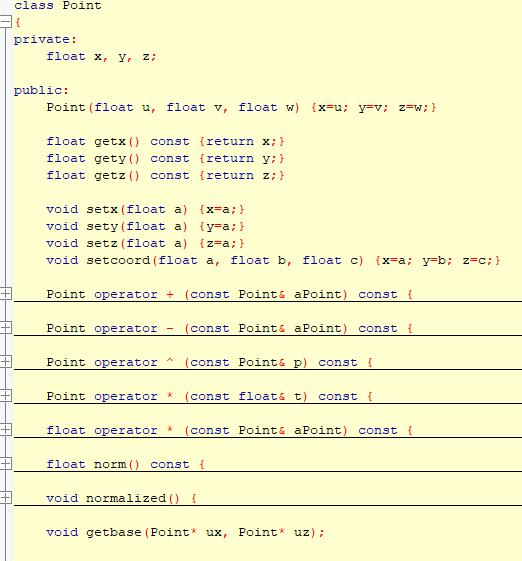 class Point
{
private:
    float x, y, z;
public:
    Point(float u, float v, float w) {x=u; y=v; z=w;}
    float getx() const {return x;}
    float gety() const {return y;}
    float getz() const {return z;}
    void setx(float a) {x=a;}
    void sety(float a) {y=a;}
    void setz(float a) {z=a;}
    void setcoord(float a, float b, float c) {x=a; y=b; z=c;}
    Point operator + (const Point& aPoint) const {
    Point operator - (const Point& aPoint) const {
    Point operator ^ (const Point& p) const {
    Point operator * (const float& t) const {
    float operator * (const Point& aPoint) const {
    float norm() const {
    void normalized() {
    void getbase(Point* ux, Point* uz);